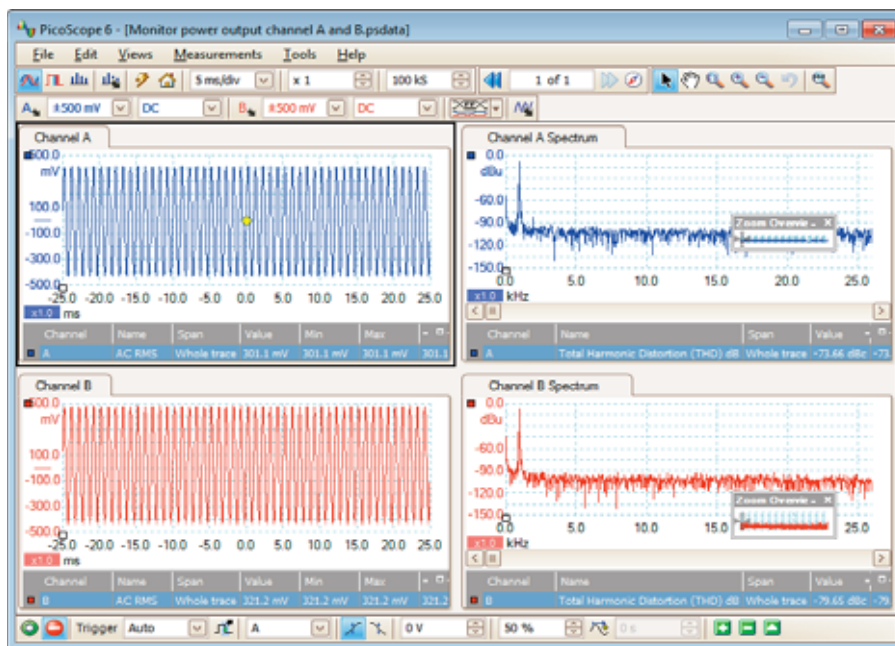 PicoScope 6 - [Monitor power output channel A and B.psdata]
File Edit Views Measurements Tools Help
5 ms/div x 1 100 kS 1 of 1
A ±500 mV DC B ±500 mV DC
Channel A
500.0
mV
100.0
-100.0
-300.0
-500.0
-25.0 -20.0 -15.0 -10.0 -5.0 0.0 5.0 10.0 15.0 20.0 25.0
x1.0 ms
Channel Name Span Value Min Max
A AC RMS Whole trace 301.1 mV 301.1 mV 301.1 mV 301.1
Channel A Spectrum
0.0
dBu
-60.0
-90.0
-120.0
-150.0
Zoom Overvie...
0.0 5.0 10.0 15.0 20.0 25.0
x1.0 kHz
Channel Name Span Value
A Total Harmonic Distortion (THD) dB Whole trace -73.66 dBc -73
Channel B
500.0
mV
100.0
-100.0
-300.0
-500.0
-25.0 -20.0 -15.0 -10.0 -5.0 0.0 5.0 10.0 15.0 20.0 25.0
x1.0 ms
Channel Name Span Value Min Max
B AC RMS Whole trace 321.2 mV 321.2 mV 321.2 mV 321.2
Channel B Spectrum
0.0
dBu
-60.0
-90.0
-120.0
-150.0
Zoom Overvie...
0.0 5.0 10.0 15.0 20.0 25.0
x1.0 kHz
Channel Name Span Value
B Total Harmonic Distortion (THD) dB Whole trace -79.65 dBc -79
Trigger Auto A 0 V 50 % 0 s